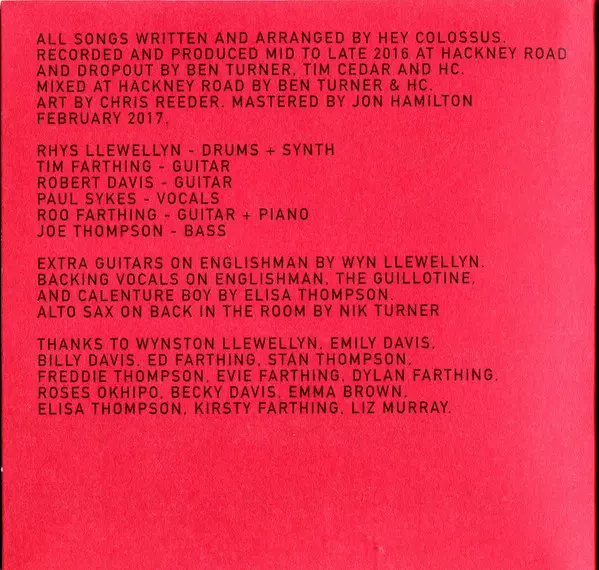 ALL SONGS WRITTEN AND ARRANGED BY HEY COLOSSUS.
RECORDED AND PRODUCED MID TO LATE 2016 AT HACKNEY ROAD
AND DROPOUT BY BEN TURNER, TIM CEDAR AND HC.
MIXED AT HACKNEY ROAD BY BEN TURNER & HC.
ART BY CHRIS REEDER. MASTERED BY JON HAMILTON
FEBRUARY 2017.
RHYS LLEWELLYN - DRUMS + SYNTH
TIM FARTHING - GUITAR
ROBERT DAVIS - GUITAR
PAUL SYKES - VOCALS
ROO FARTHING - GUITAR + PIANO
JOE THOMPSON - BASS
EXTRA GUITARS ON ENGLISHMAN BY WYN LLEWELLYN.
BACKING VOCALS ON ENGLISHMAN, THE GUILLOTINE,
AND CALENTURE BOY BY ELISA THOMPSON.
ALTO SAX ON BACK IN THE ROOM BY NIK TURNER
THANKS TO WYNSTON LLEWELLYN, EMILY DAVIS,
BILLY DAVIS, ED FARTHING, STAN THOMPSON,
FREDDIE THOMPSON, EVIE FARTHING, DYLAN FARTHING,
ROSES OKHIPO, BECKY DAVIS, EMMA BROWN.
ELISA THOMPSON, KIRSTY FARTHING, LIZ MURRAY.